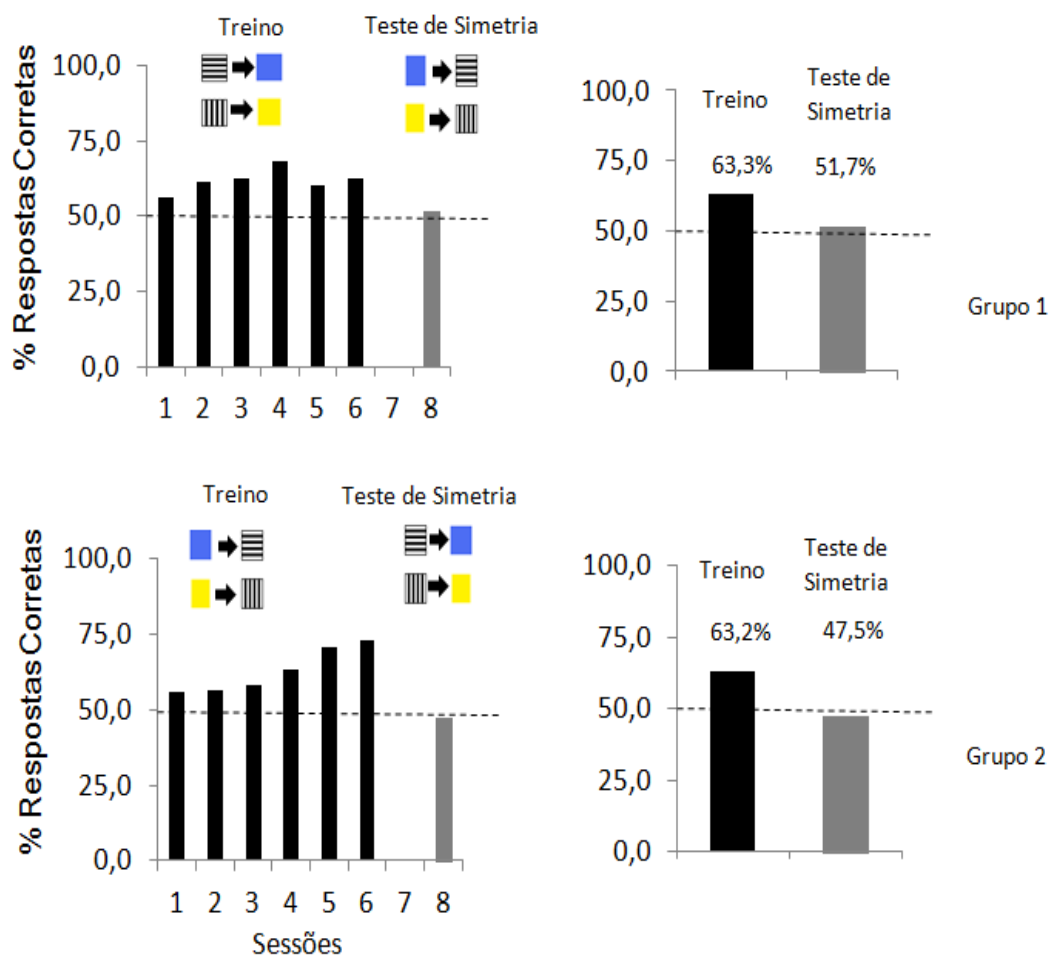 % Respostas Corretas
Treino
Teste de Simetria
100,0
75,0
50,0
25,0
0,0
1 2 3 4 5 6 7 8
100,0
75,0
50,0
25,0
0,0
Treino
Teste de
Simetria
63,3% 51,7%
Grupo 1
% Respostas Corretas
Treino
Teste de Simetria
100,0
75,0
50,0
25,0
0,0
1 2 3 4 5 6 7 8
Sessões
100,0
75,0
50,0
25,0
0,0
Treino
Teste de
Simetria
63,2% 47,5%
Grupo 2